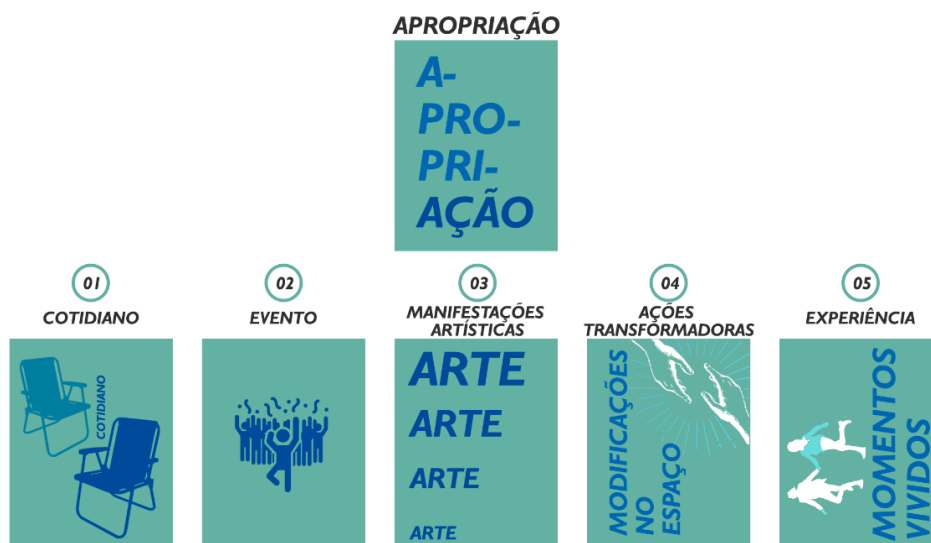 APROPRIAÇÃO
A-
PRO-
PRI-
AÇÃO
01
COTIDIANO
COTIDIANO
02
EVENTO
03
MANIFESTAÇÕES
ARTÍSTICAS
ARTE
ARTE
ARTE
ARTE
04
AÇÕES
TRANSFORMADORAS
MODIFICAÇÕES
NO
ESPAÇO
05
EXPERIÊNCIA
MOMENTOS
VIVIDOS